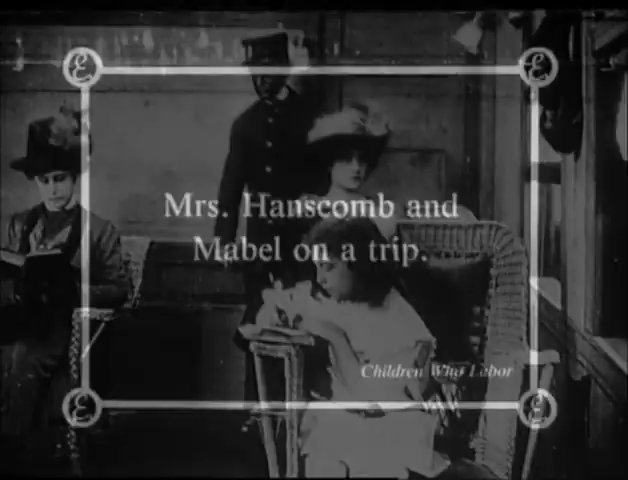 E E
Mrs. Hanscomb and
Mabel on a trip.
Children Who Labor
E E